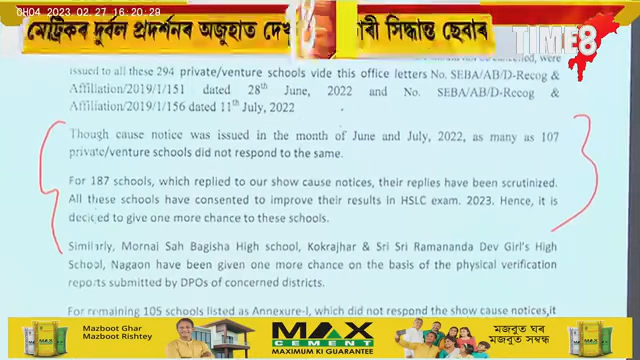 CH04 2023.02.27 16:20:29
মেট্ৰিকৰ দুৰ্বল প্ৰদৰ্শনৰ অজুহাত দেখ
কাৰী সিদ্ধান্ত ছেবাৰ
TIME8
issued to all these 294 private/venture schools vide this office letters No. SEBA/AB/D-Recog &
Affiliation/2019/1/151 dated 28th June, 2022 and No. SEBA/AB/D-Recog &
Affiliation/2019/1/156 dated 11th July, 2022
Though cause notice was issued in the month of June and July, 2022, as many as 107
private/venture schools did not respond to the same.
For 187 schools, which replied to our show cause notices, their replies have been scrutinized.
All these schools have consented to improve their results in HSLC exam. 2023. Hence, it is
decided to give one more chance to these schools.
Similarly, Mornai Sah Bagisha High school, Kokrajhar & Sri Sri Ramananda Dev Girl's High
School, Nagaon have been given one more chance on the basis of the physical verification
reports submitted by DPOs of concerned districts.
For remaining 105 schools listed as Annexure-I, which did not respond the show cause notices, it
Mazboot Ghar
Mazboot Rishtey
MAX
CEMENT
MAXIMUM KI GUARANTEE
মজবুত ঘৰ
মজবুত সম্বন্ধ